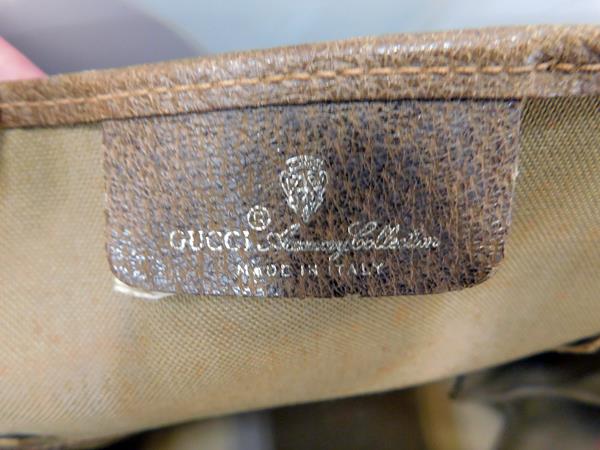 GUCCI® Accessory Collection
MADE IN ITALY